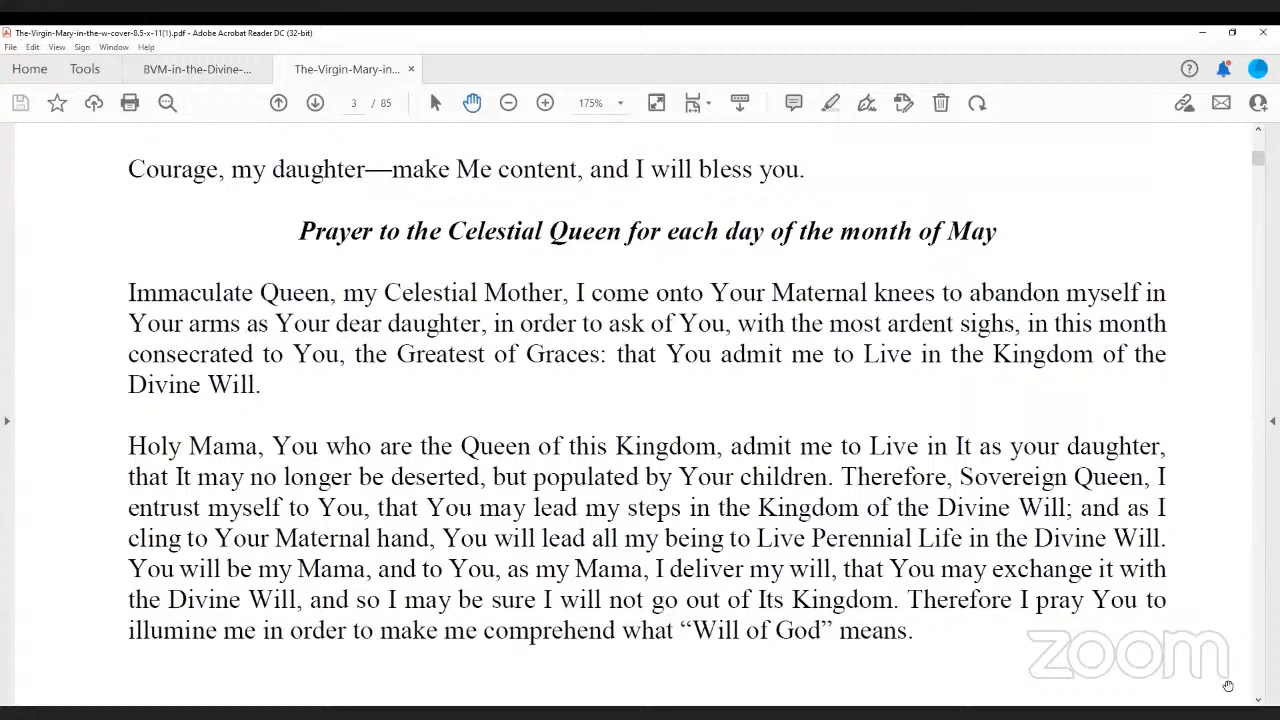 The-Virgin-Mary-in-the-w-cover-8.5-x-11(1).pdf - Adobe Acrobat Reader DC (32-bit)
File Edit View Sign Window Help
Home Tools BVM-in-the-Divine-... The-Virgin-Mary-in... ×
3 / 85 175%
Courage, my daughter—make Me content, and I will bless you.
Prayer to the Celestial Queen for each day of the month of May
Immaculate Queen, my Celestial Mother, I come onto Your Maternal knees to abandon myself in
Your arms as Your dear daughter, in order to ask of You, with the most ardent sighs, in this month
consecrated to You, the Greatest of Graces: that You admit me to Live in the Kingdom of the
Divine Will.
Holy Mama, You who are the Queen of this Kingdom, admit me to Live in It as your daughter,
that It may no longer be deserted, but populated by Your children. Therefore, Sovereign Queen, I
entrust myself to You, that You may lead my steps in the Kingdom of the Divine Will; and as I
cling to Your Maternal hand, You will lead all my being to Live Perennial Life in the Divine Will.
You will be my Mama, and to You, as my Mama, I deliver my will, that You may exchange it with
the Divine Will, and so I may be sure I will not go out of Its Kingdom. Therefore I pray You to
illumine me in order to make me comprehend what “Will of God” means.
zoom